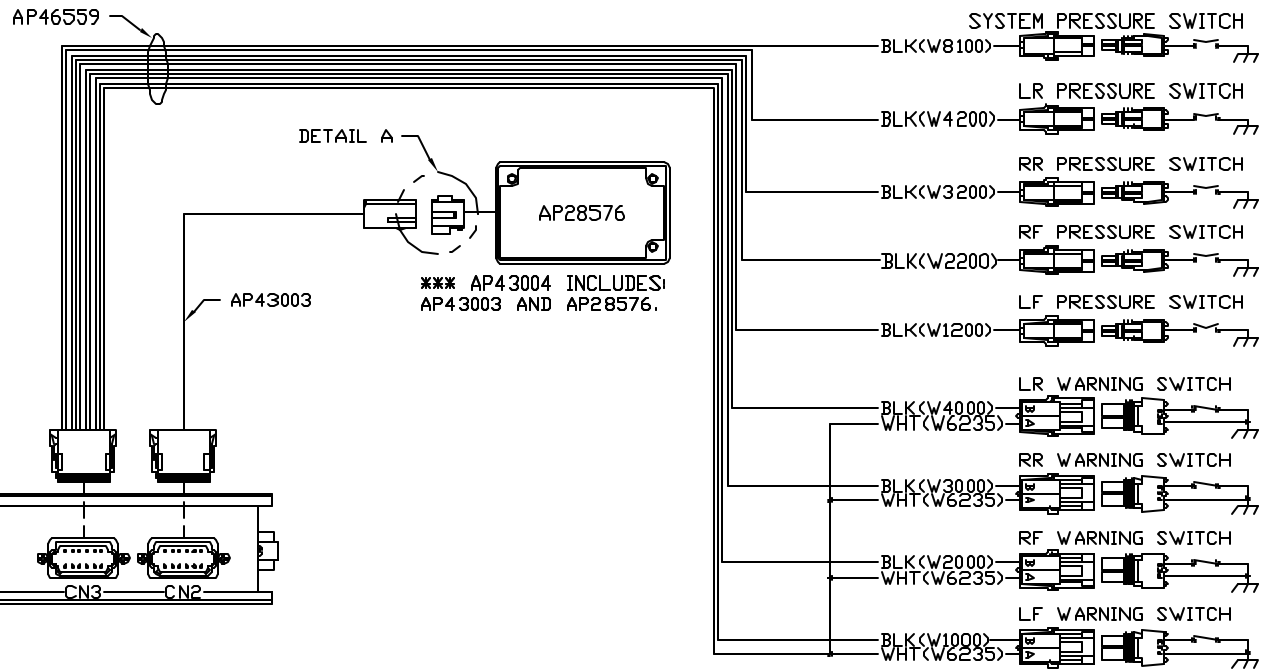 AP46559
SYSTEM PRESSURE SWITCH
BLK(W8100)
LR PRESSURE SWITCH
BLK(W4200)
DETAIL A
RR PRESSURE SWITCH
BLK(W3200)
AP28576
RF PRESSURE SWITCH
BLK(W2200)
*** AP43004 INCLUDES:
AP43003 AND AP28576.
AP43003
LF PRESSURE SWITCH
BLK(W1200)
LR WARNING SWITCH
BLK(W4000)
B
WHT(W6235)
A
RR WARNING SWITCH
BLK(W3000)
B
WHT(W6235)
A
RF WARNING SWITCH
BLK(W2000)
B
WHT(W6235)
A
CN3
CN2
LF WARNING SWITCH
BLK(W1000)
B
WHT(W6235)
A